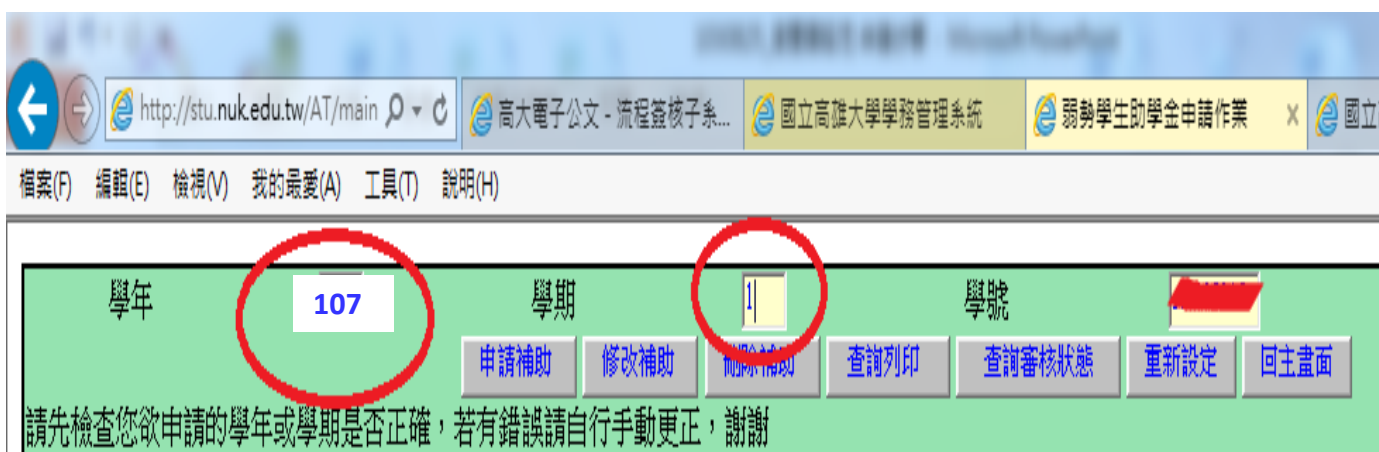 http://stu.nuk.edu.tw/AT/main 高大電子公文 - 流程簽核子系... 國立高雄大學學務管理系統 弱勢學生助學金申請作業 × 國立
檔案(F) 編輯(E) 檢視(V) 我的最愛(A) 工具(T) 說明(H)
學年 107 學期 1 學號
申請補助 修改補助 刪除補助 查詢列印 查詢審核狀態 重新設定 回主畫面
請先檢查您欲申請的學年或學期是否正確，若有錯誤請自行手動更正，謝謝